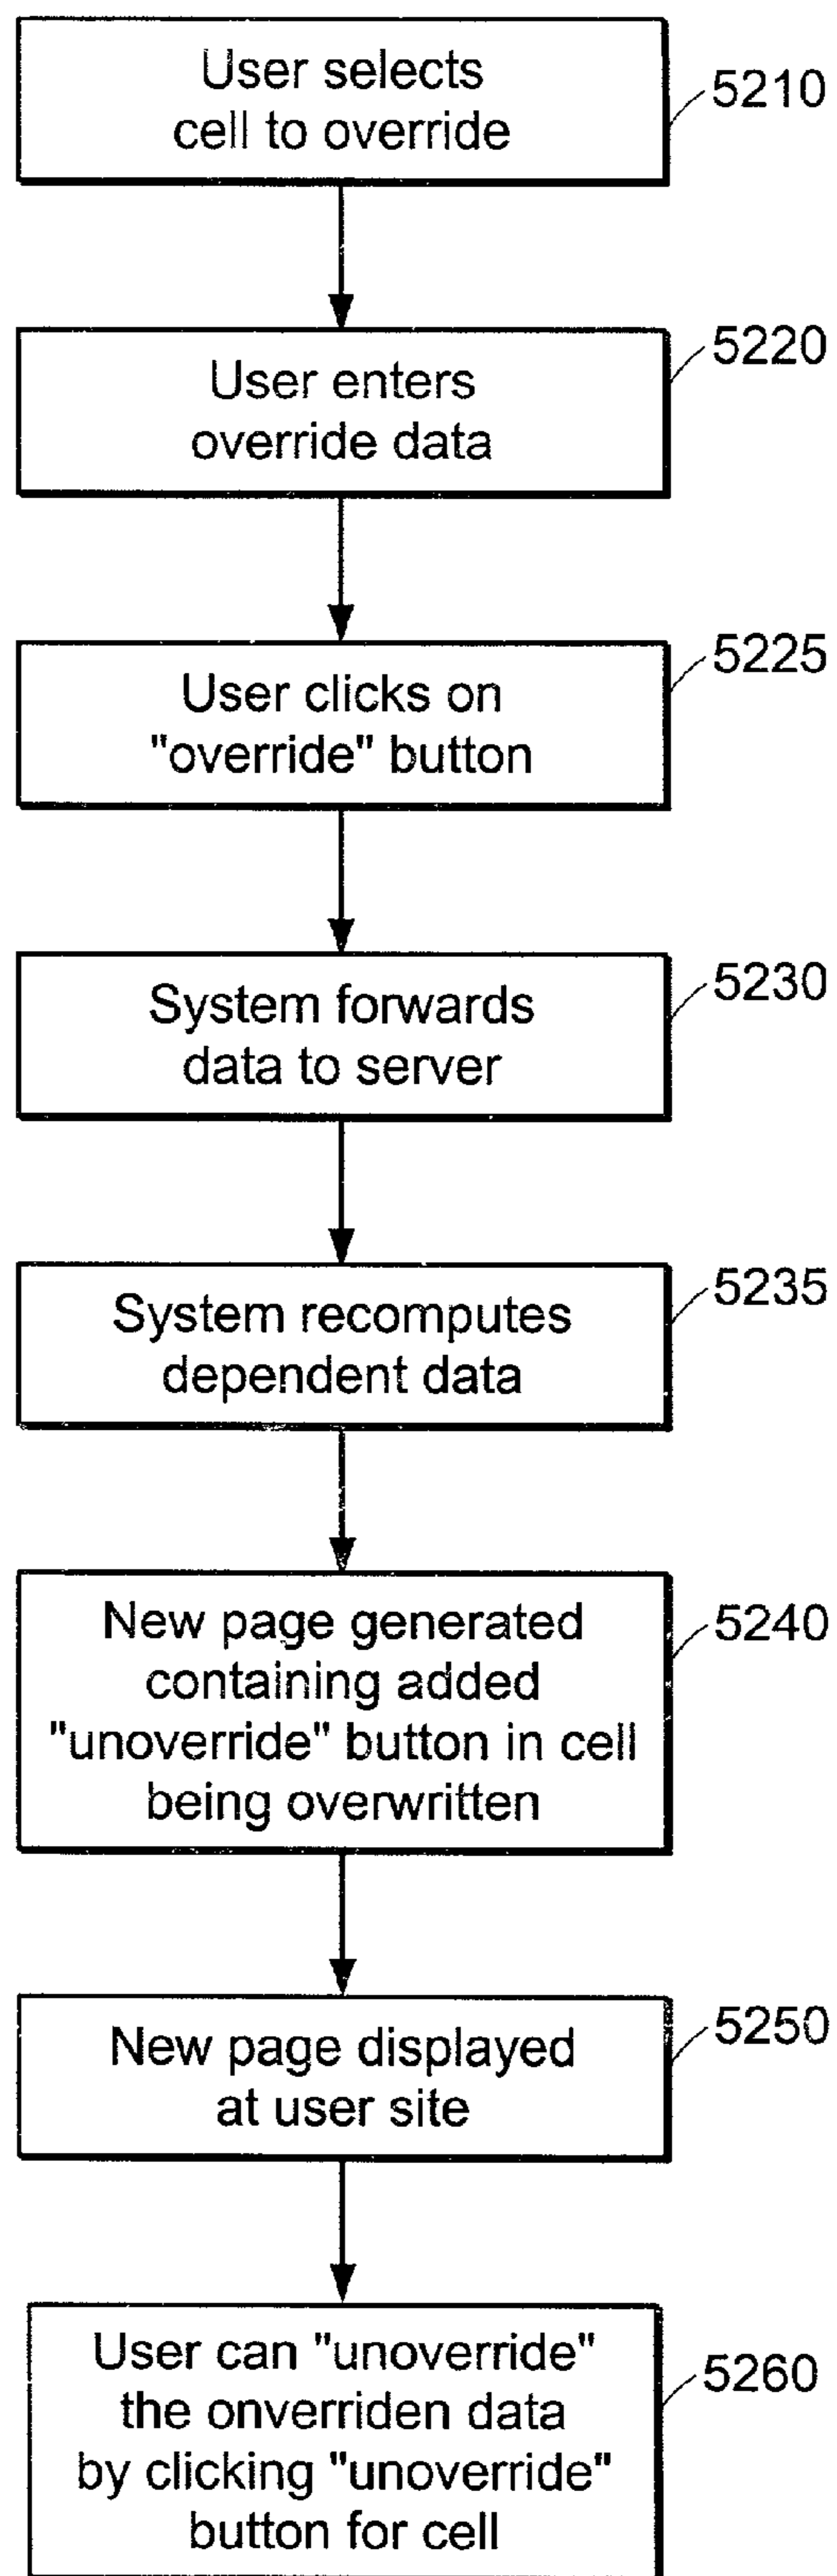 User selects
cell to override
5210
User enters
override data
5220
User clicks on
"override" button
5225
System forwards
data to server
5230
System recomputes
dependent data
5235
New page generated
containing added
"unoverride" button in cell
being overwritten
5240
New page displayed
at user site
5250
User can "unoverride"
the onverriden data
by clicking "unoverride"
button for cell
5260